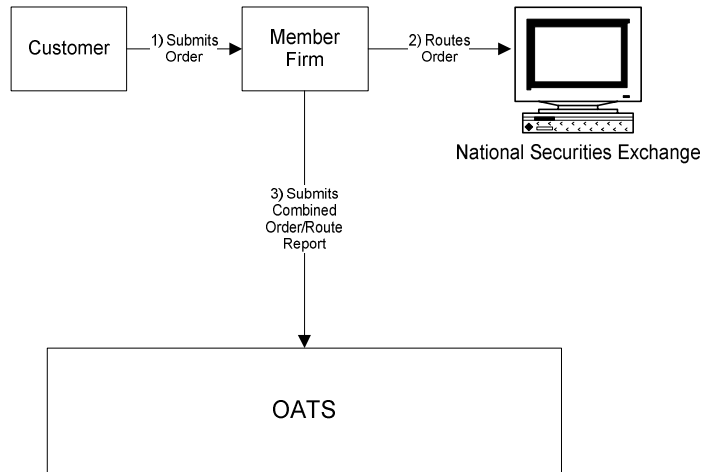 Customer
1) Submits
Order
Member
Firm
2) Routes
Order
National Securities Exchange
3) Submits
Combined
Order/Route
Report
OATS